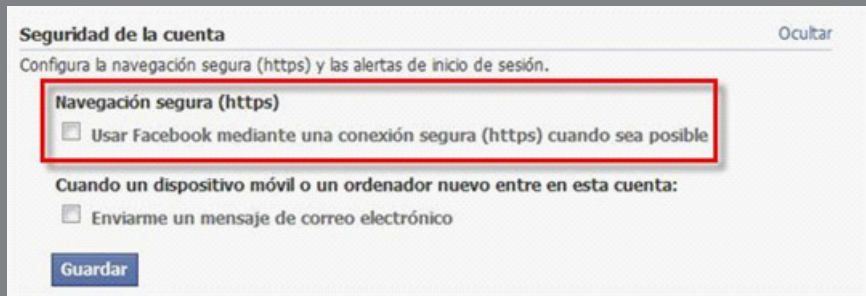 Seguridad de la cuenta Ocultar
Configura la navegación segura (https) y las alertas de inicio de sesión.
Navegación segura (https)
Usar Facebook mediante una conexión segura (https) cuando sea posible
Cuando un dispositivo móvil o un ordenador nuevo entre en esta cuenta:
Enviarme un mensaje de correo electrónico
Guardar